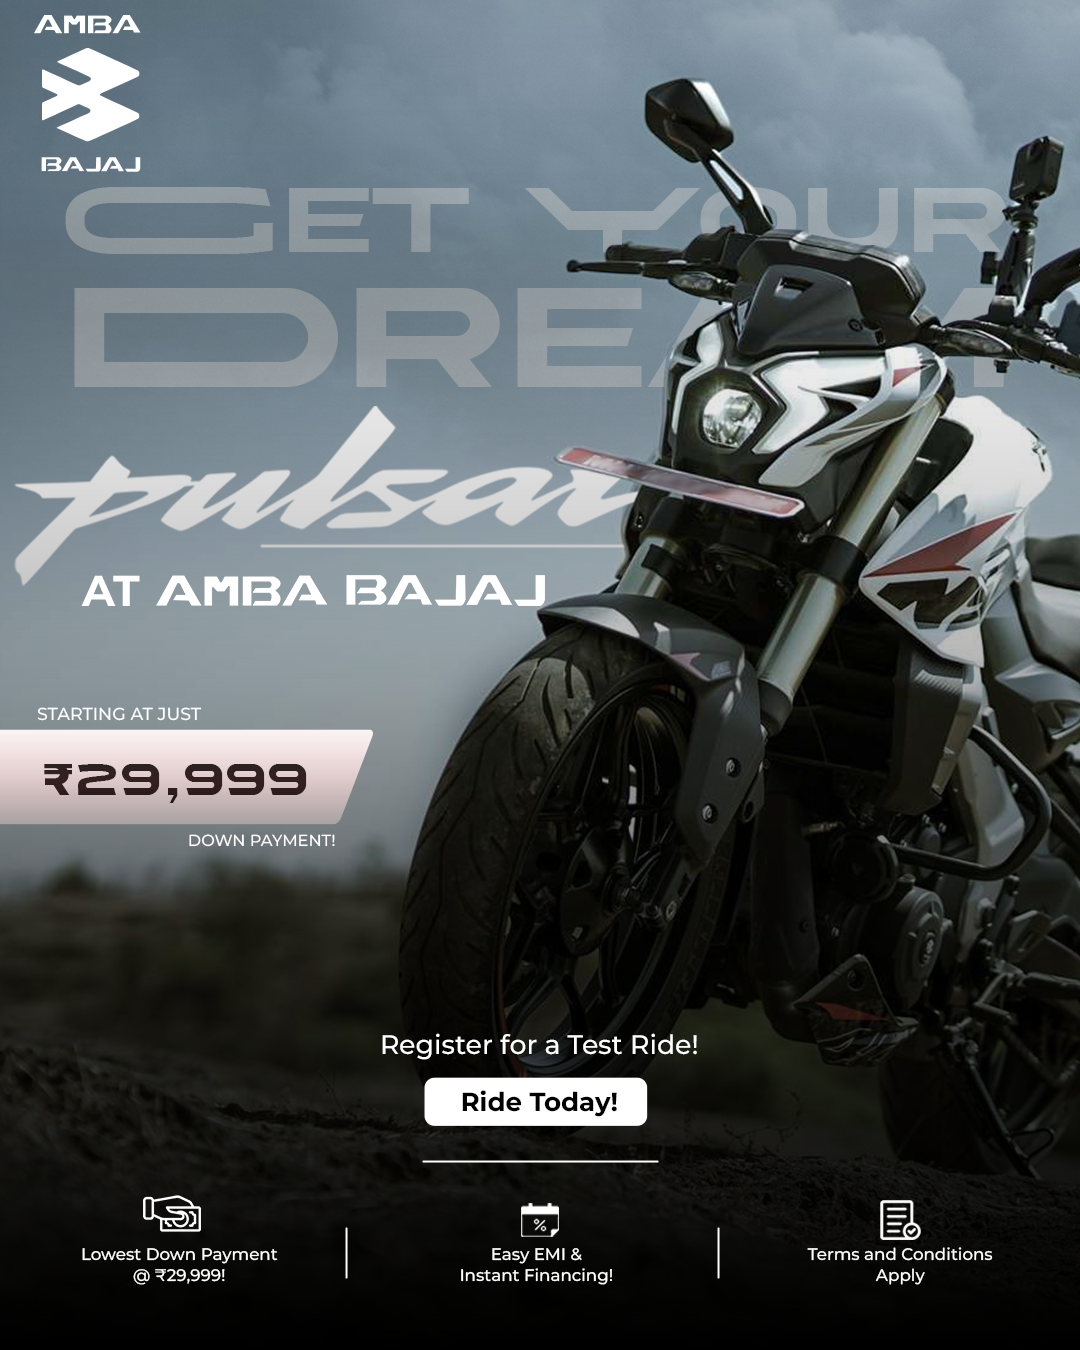 AMBA
BAJAJ
GET YOUR
DREAM
pulsar
AT AMBA BAJAJ
STARTING AT JUST
₹29,999
DOWN PAYMENT!
Register for a Test Ride!
Ride Today!
Lowest Down Payment
@ ₹29,999!
Easy EMI &
Instant Financing!
Terms and Conditions
Apply